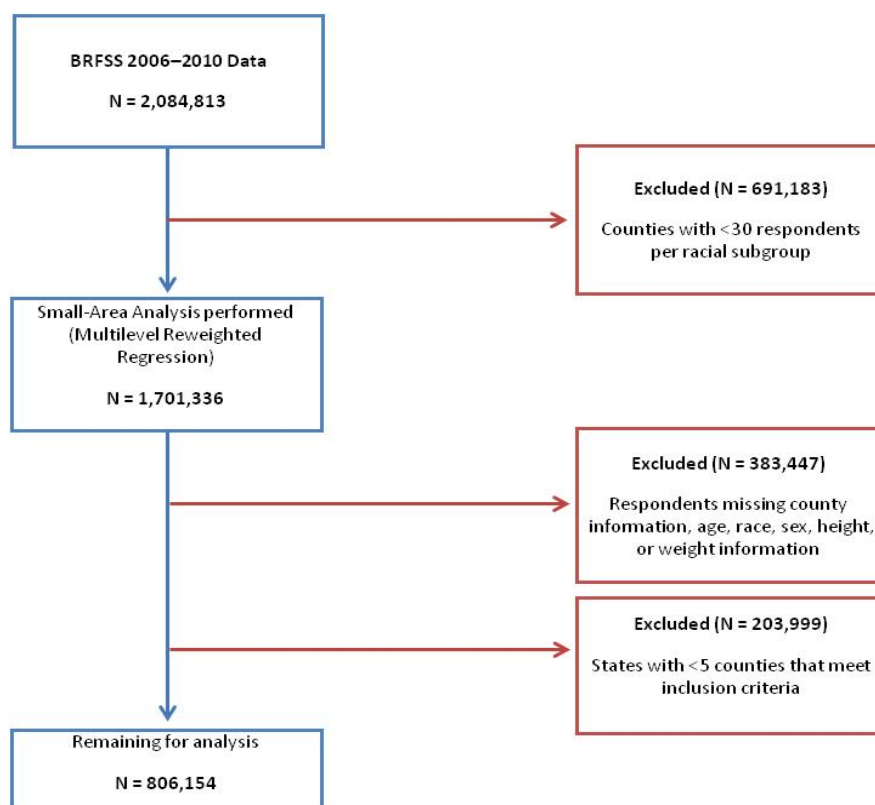 BRFSS 2006–2010 Data
N = 2,084,813
Excluded (N = 691,183)
Counties with <30 respondents
per racial subgroup
Small-Area Analysis performed
(Multilevel Reweighted
Regression)
N = 1,701,336
Excluded (N = 383,447)
Respondents missing county
information, age, race, sex, height,
or weight information
Excluded (N = 203,999)
States with <5 counties that meet
inclusion criteria
Remaining for analysis
N = 806,154